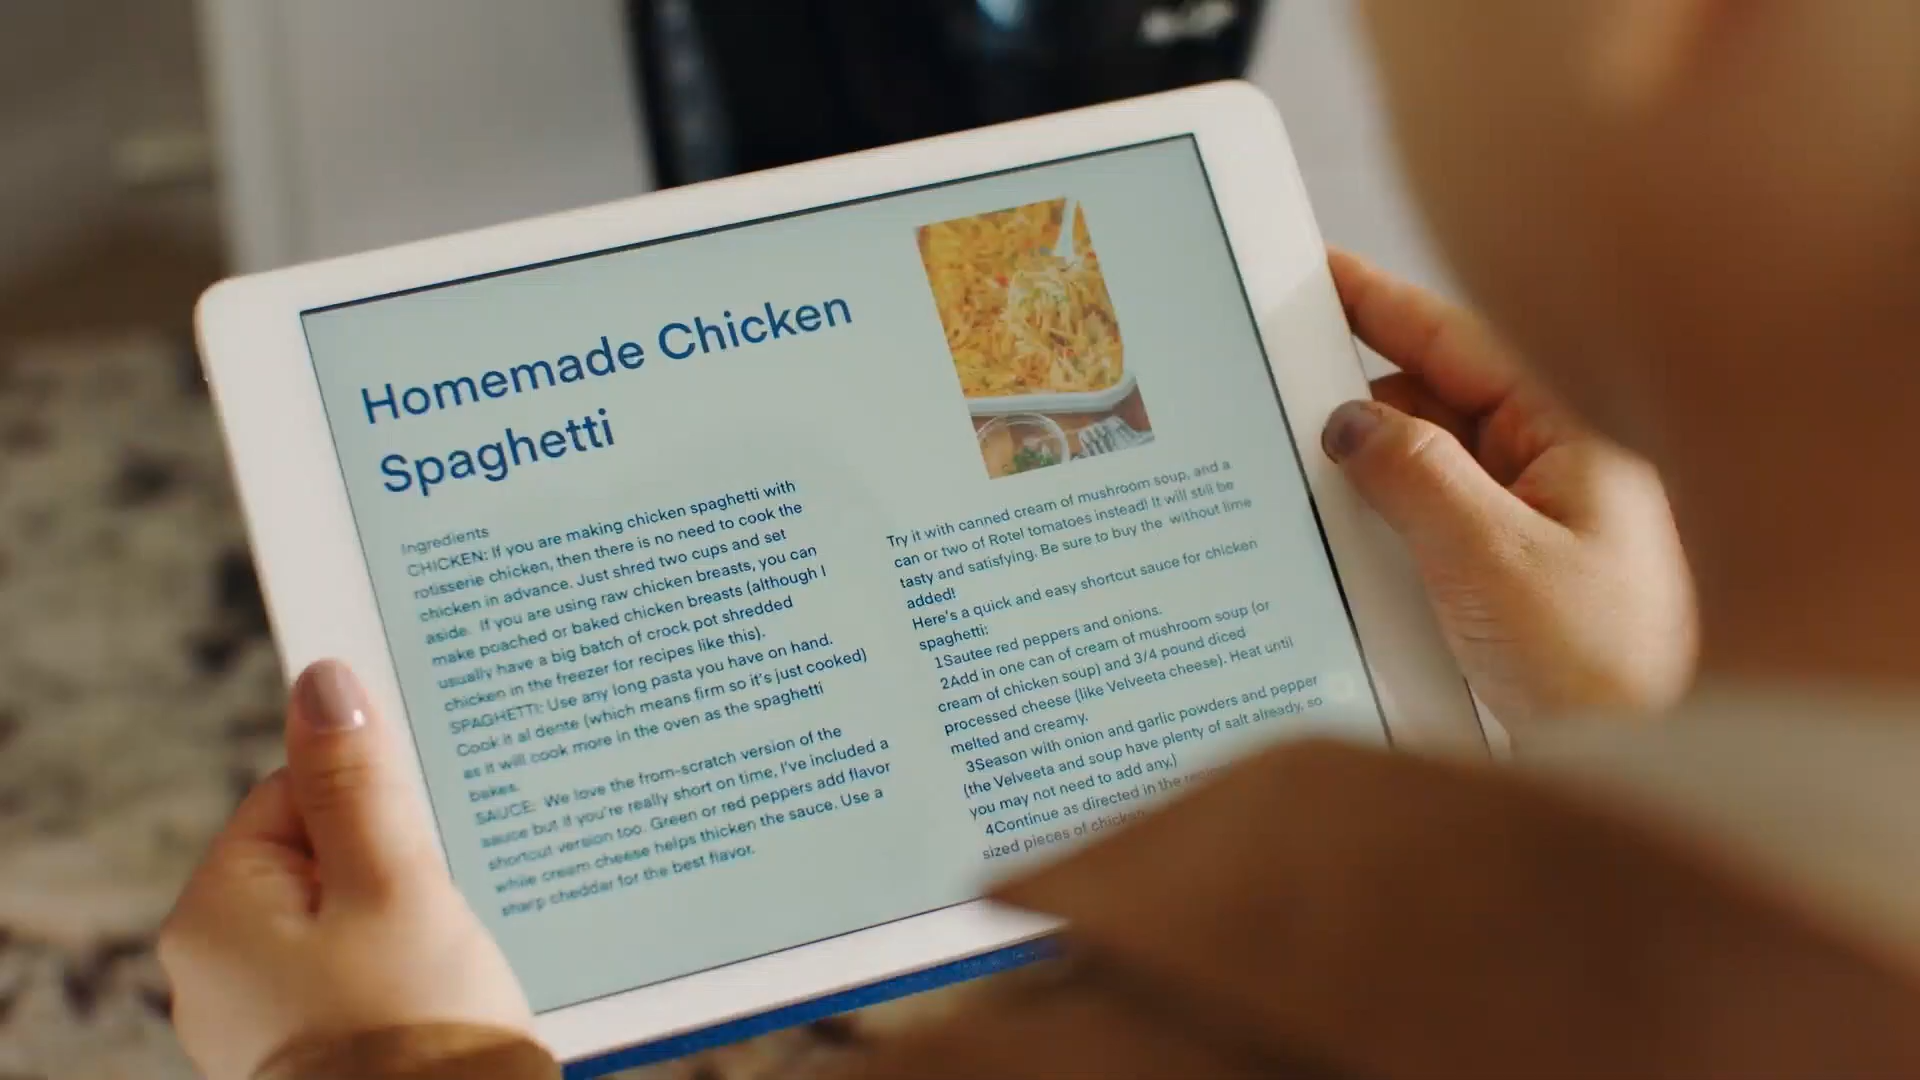 Homemade Chicken
Spaghetti
Ingredients
CHICKEN: If you are making chicken spaghetti with
rotisserie chicken, then there is no need to cook the
chicken in advance. Just shred two cups and set
aside. If you are using raw chicken breasts, you can
make poached or baked chicken breasts (although I
usually have a big batch of crock pot shredded
chicken in the freezer for recipes like this).
SPAGHETTI: Use any long pasta you have on hand.
Cook it al dente (which means firm so it's just cooked)
as it will cook more in the oven as the spaghetti
bakes.
SAUCE: We love the from-scratch version of the
sauce but if you're really short on time, I've included a
shortcut version too. Green or red peppers add flavor
while cream cheese helps thicken the sauce. Use a
sharp cheddar for the best flavor.
Try it with canned cream of mushroom soup, and a
can or two of Rotel tomatoes instead! It will still be
tasty and satisfying. Be sure to buy the without lime
added!
Here's a quick and easy shortcut sauce for chicken
spaghetti:
1Sautee red peppers and onions.
2Add in one can of cream of mushroom soup (or
cream of chicken soup) and 3/4 pound diced
processed cheese (like Velveeta cheese). Heat until
melted and creamy.
3Season with onion and garlic powders and pepper
(the Velveeta and soup have plenty of salt already, so
you may not need to add any.)
4Continue as directed in the
sized pieces of